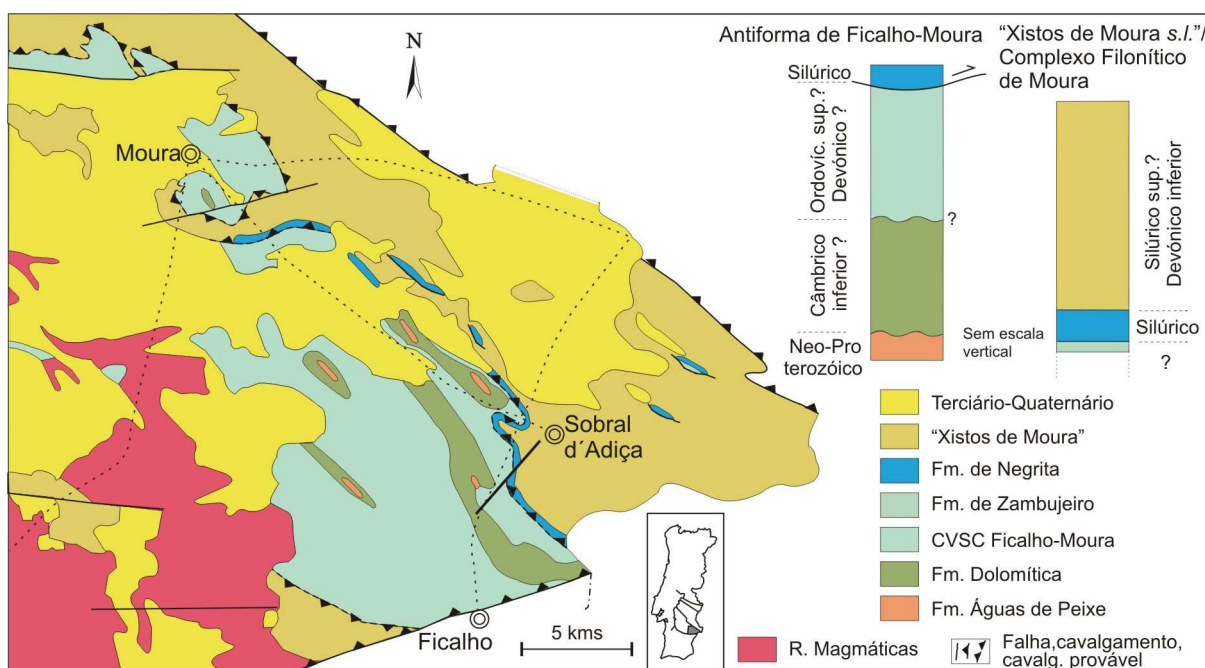 Antiforma de Ficalho-Moura
"Xistos de Moura s.l."/
Complexo Filonítico
de Moura
N
Silúrico
Ordovíc. sup.?
Devónico ?
?
Câmbrico
inferior ?
Neo-Pro
terozóico
Sem escala
vertical
Silúrico sup.?
Devónico inferior
Silúrico
?
Moura
Sobral
d´Adiça
Ficalho
5 kms
Terciário-Quaternário
"Xistos de Moura"
Fm. de Negrita
Fm. de Zambujeiro
CVSC Ficalho-Moura
Fm. Dolomítica
Fm. Águas de Peixe
R. Magmáticas
Falha,cavalgamento,
cavalg. provável